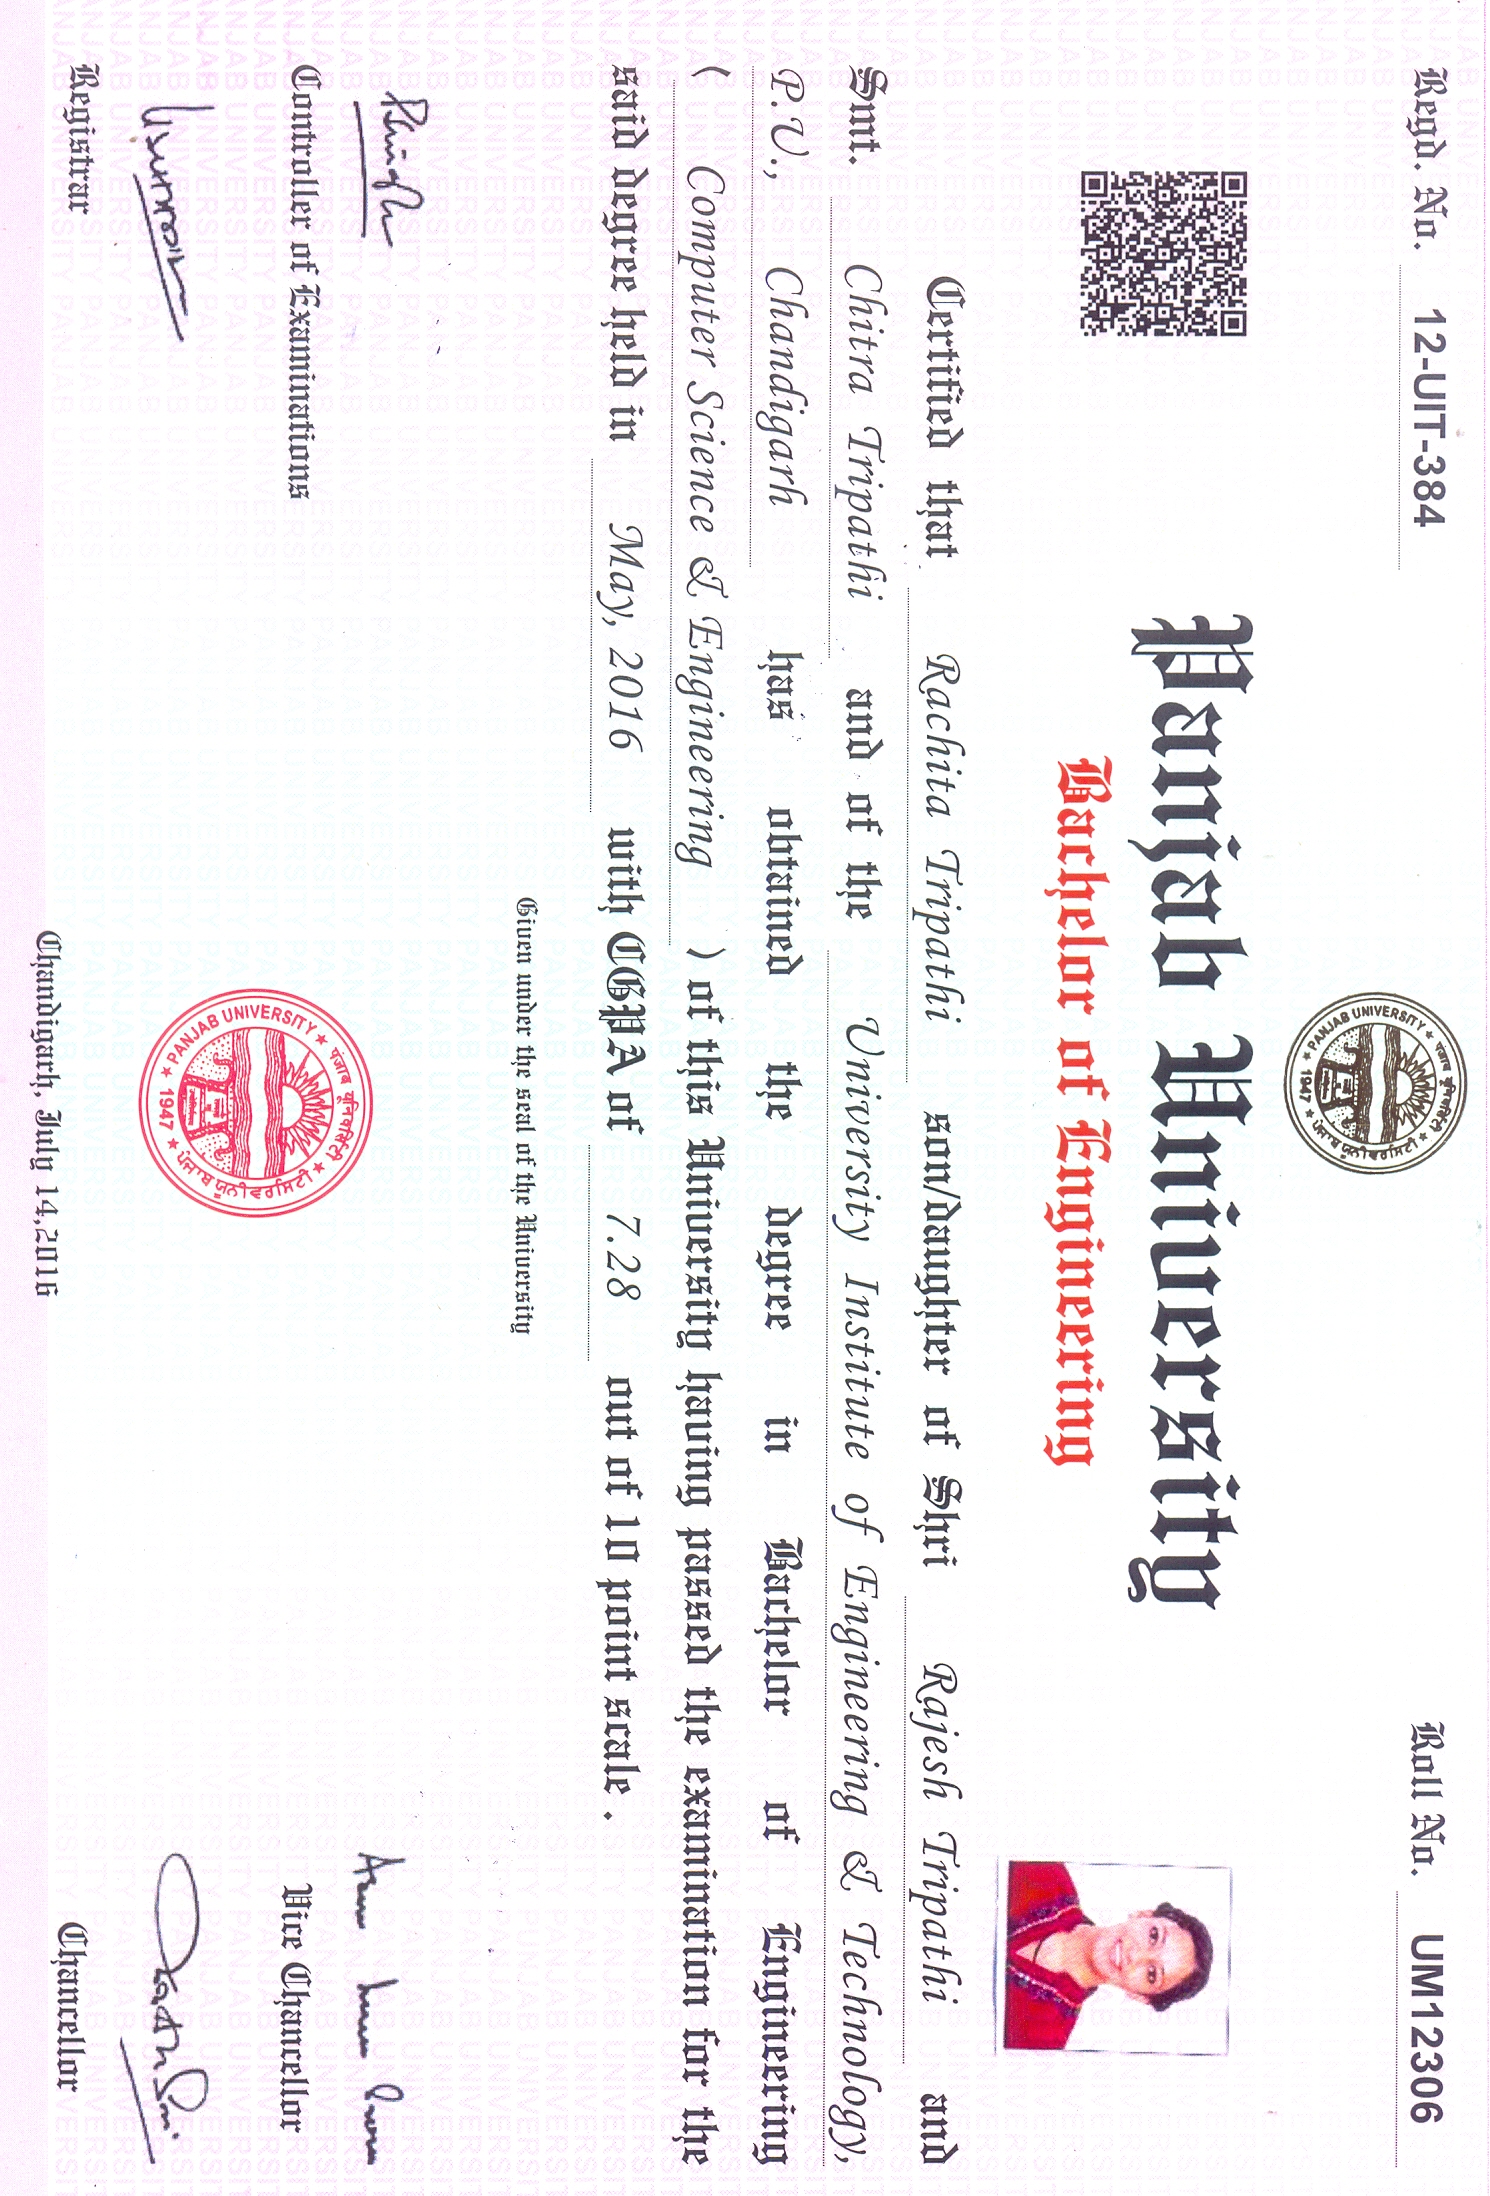 Regd. No. 12-UIT-384
Roll No. UM12306
★ PANJAB UNIVERSITY ★ पंजाब यूनिवर्सिटी ★ ਪੰਜਾਬ ਯੂਨੀਵਰਸਿਟੀ ★ 1947
Panjab University
Bachelor of Engineering
Certified that Rachita Tripathi son/daughter of Shri Rajesh Tripathi and
Smt. Chitra Tripathi and of the University Institute of Engineering & Technology,
P.U., Chandigarh has obtained the degree in Bachelor of Engineering
( Computer Science & Engineering ) of this University having passed the examination for the
said degree held in May, 2016 with CGPA of 7.28 out of 10 point scale.
Given under the seal of the University
Controller of Examinations
Vice Chancellor
★ PANJAB UNIVERSITY ★ पंजाब यूनिवर्सिटी ★ ਪੰਜਾਬ ਯੂਨੀਵਰਸਿਟੀ ★ 1947
Registrar
Chancellor
Chandigarh, July 14,2016